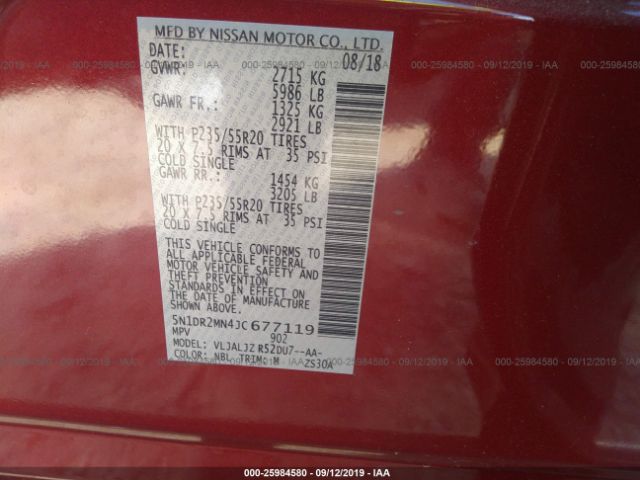 MFD BY NISSAN MOTOR CO., LTD.
DATE: 08/18
GVWR: 2715 KG
5986 LB
GAWR FR.: 1325 KG
2921 LB
WITH P235/55R20 TIRES
20 X 7.5 RIMS AT 35 PSI
COLD SINGLE
GAWR RR.: 1454 KG
3205 LB
WITH P235/55R20 TIRES
20 X 7.5 RIMS AT 35 PSI
COLD SINGLE
THIS VEHICLE CONFORMS TO
ALL APPLICABLE FEDERAL
MOTOR VEHICLE SAFETY AND
THEFT PREVENTION
STANDARDS IN EFFECT ON
THE DATE OF MANUFACTURE
SHOWN ABOVE.
5N1DR2MN4JC677119
MPV 902
VLJALJZ R52DU7--AA-
COLOR: NBL TRIM: M ZS30A
000-25984580 - 09/12/2019 - IAA